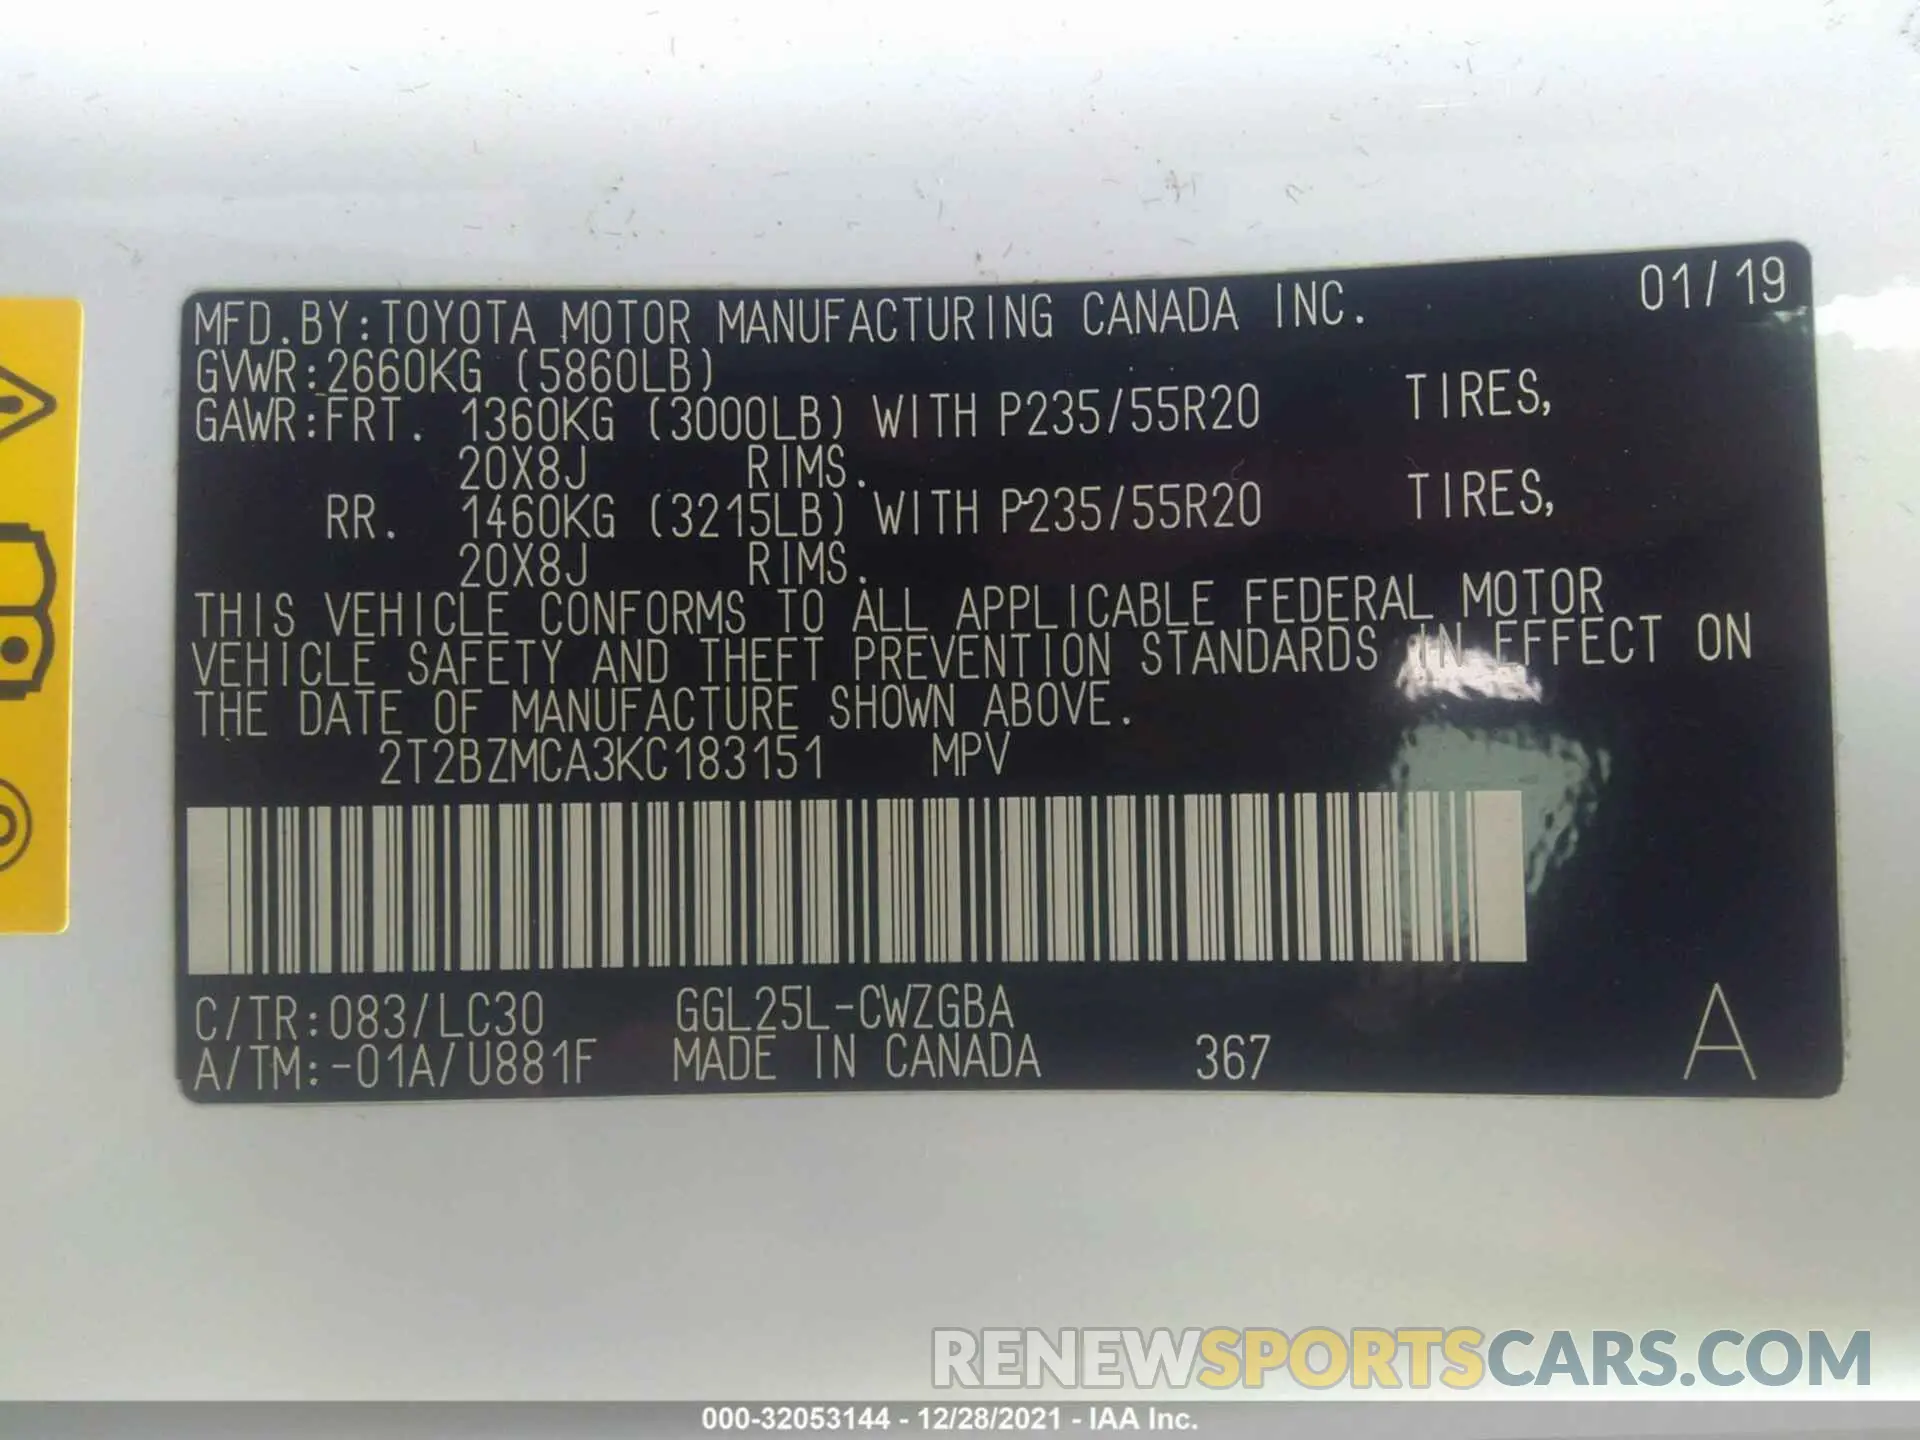 MFD.BY:TOYOTA MOTOR MANUFACTURING CANADA INC. 01/19
GVWR:2660KG (5860LB)
GAWR:FRT. 1360KG (3000LB) WITH P235/55R20 TIRES,
20X8J RIMS.
RR. 1460KG (3215LB) WITH P235/55R20 TIRES,
20X8J RIMS.
THIS VEHICLE CONFORMS TO ALL APPLICABLE FEDERAL MOTOR
VEHICLE SAFETY AND THEFT PREVENTION STANDARDS IN EFFECT ON
THE DATE OF MANUFACTURE SHOWN ABOVE.
2T2BZMCA3KC183151 MPV
C/TR:083/LC30 GGL25L-CWZGBA
A/TM:-01A/U881F MADE IN CANADA 367 A
RENEWSPORTSCARS.COM
000-32053144 - 12/28/2021 - IAA Inc.